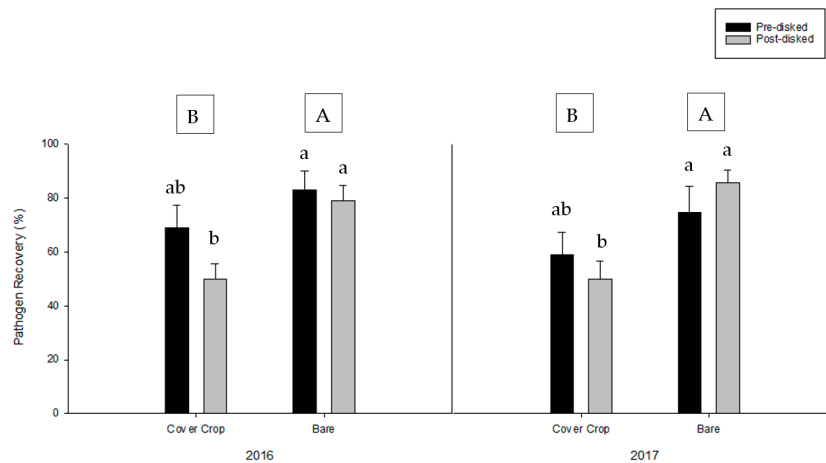 Pre-disked
Post-disked
B
A
B
A
100
80
60
40
20
0
Pathogen Recovery (%)
ab
b
a
a
ab
b
a
a
Cover Crop
Bare
Cover Crop
Bare
2016
2017